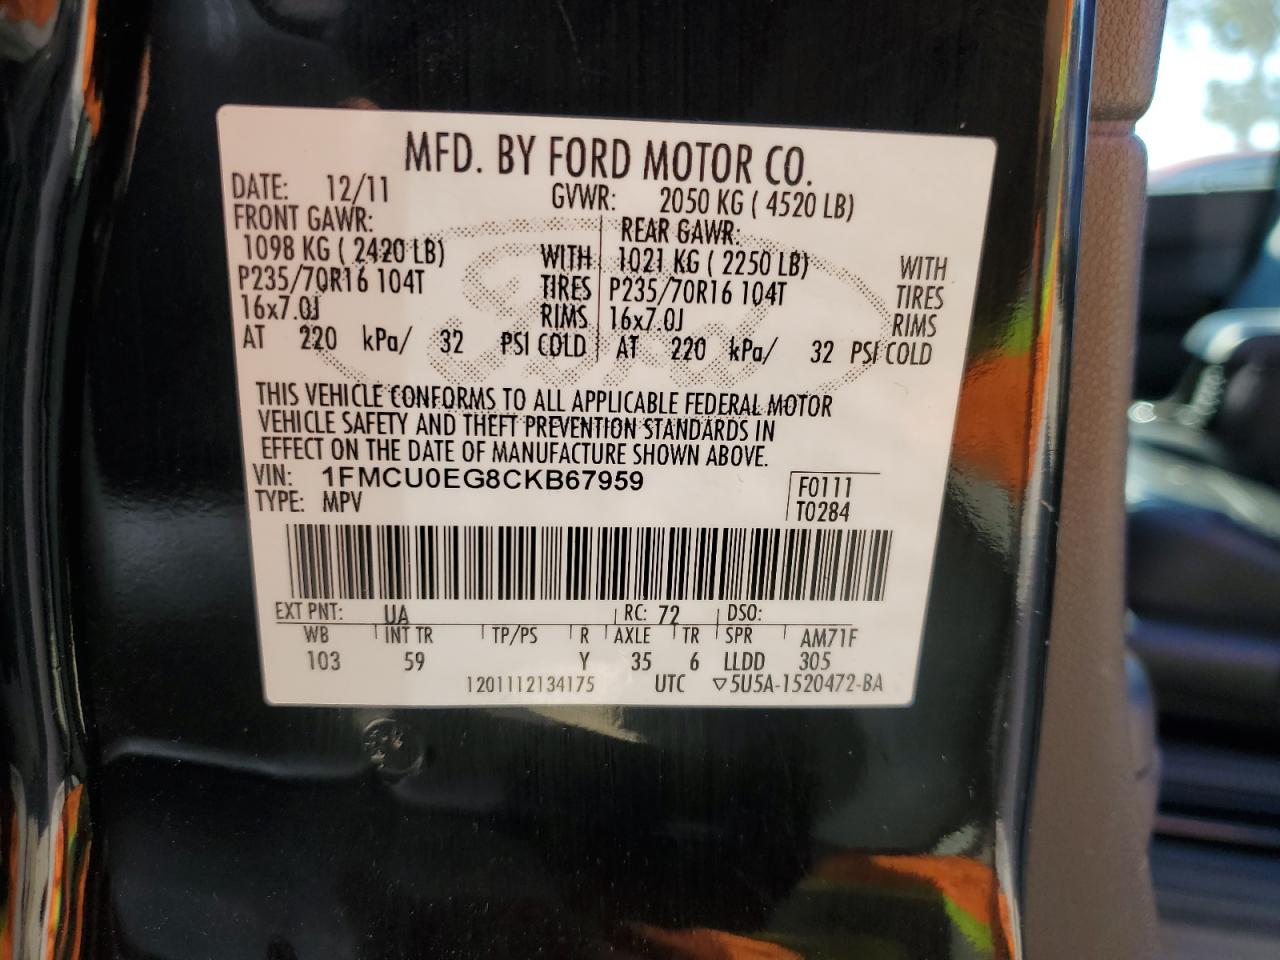 MFD. BY FORD MOTOR CO.
DATE: 12/11 GVWR: 2050 KG ( 4520 LB)
FRONT GAWR: REAR GAWR:
1098 KG ( 2420 LB) WITH 1021 KG ( 2250 LB) WITH
P235/70R16 104T TIRES P235/70R16 104T TIRES
16x7.0J RIMS 16x7.0J RIMS
AT 220 kPa/ 32 PSI COLD AT 220 kPa/ 32 PSI COLD
Ford
THIS VEHICLE CONFORMS TO ALL APPLICABLE FEDERAL MOTOR
VEHICLE SAFETY AND THEFT PREVENTION STANDARDS IN
EFFECT ON THE DATE OF MANUFACTURE SHOWN ABOVE.
VIN: 1FMCU0EG8CKB67959 F0111
TYPE: MPV T0284
EXT PNT: UA RC: 72 DSO:
WB INT TR TP/PS R AXLE TR SPR AM71F
103 59 Y 35 6 LLDD 305
1201112134175 UTC ▽5U5A-1520472-BA